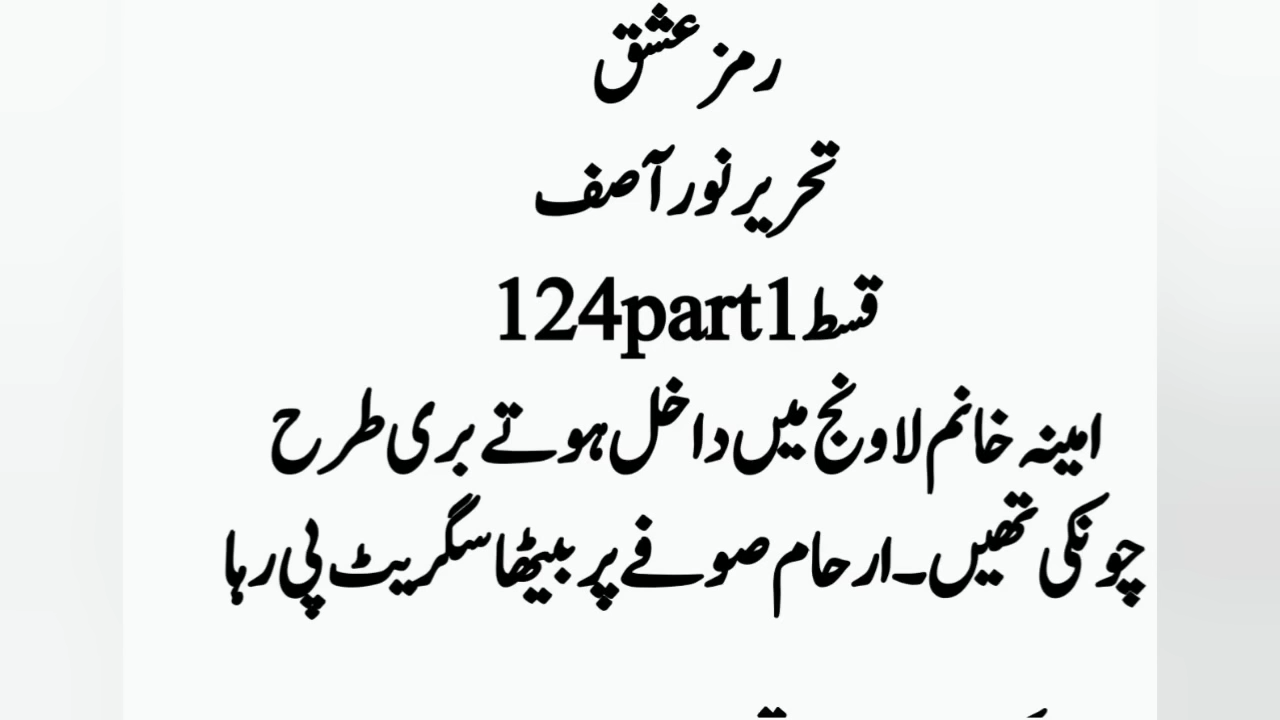 رمز عشق
تحریر نور آصف
قسط124part1
امینہ خانم لاونج میں داخل ہوتے بری طرح
چونکی تھیں۔ارحام صوفے پر بیٹھا سگریٹ پی رہا